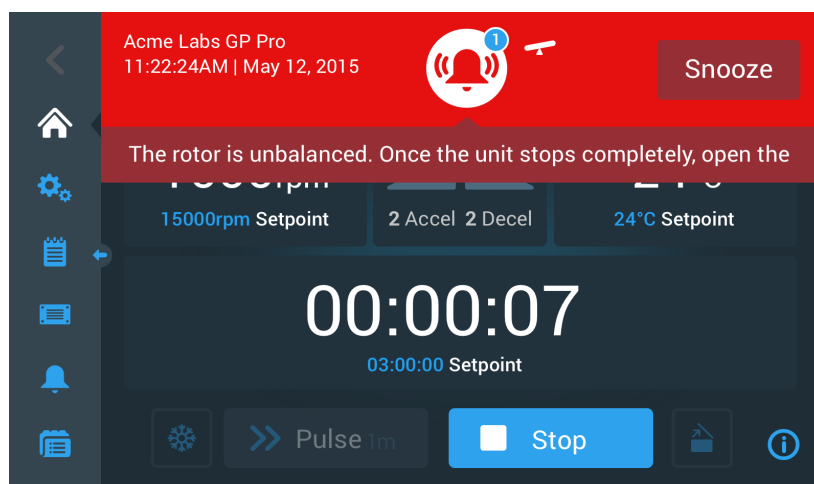 Acme Labs GP Pro
1
11:22:24AM | May 12, 2015
Snooze
The rotor is unbalanced. Once the unit stops completely, open the
rpm
15000rpm Setpoint
2 Accel 2 Decel
24°C Setpoint
00:00:07
03:00:00 Setpoint
Pulse 1m
Stop